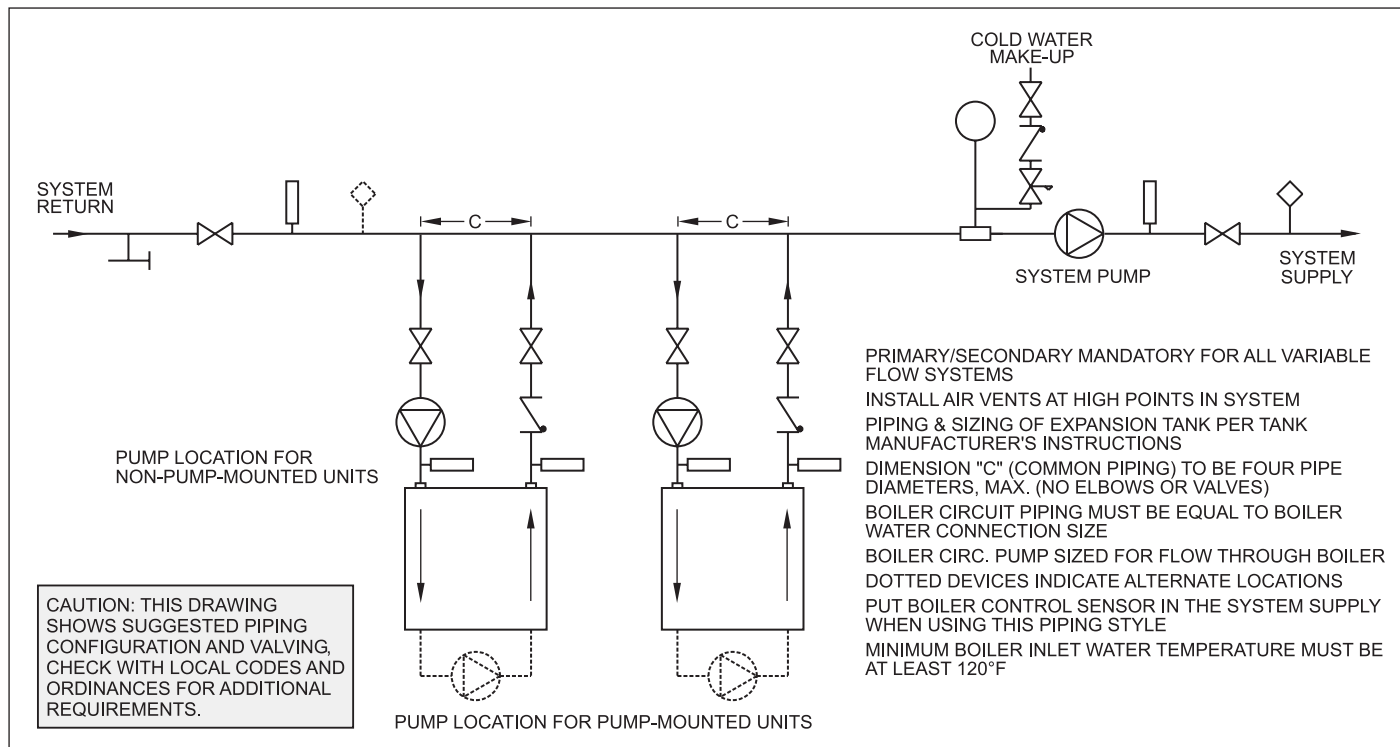 COLD WATER
MAKE-UP
SYSTEM
RETURN
C
C
SYSTEM PUMP
SYSTEM
SUPPLY
PRIMARY/SECONDARY MANDATORY FOR ALL VARIABLE
FLOW SYSTEMS
INSTALL AIR VENTS AT HIGH POINTS IN SYSTEM
PIPING & SIZING OF EXPANSION TANK PER TANK
MANUFACTURER'S INSTRUCTIONS
DIMENSION "C" (COMMON PIPING) TO BE FOUR PIPE
DIAMETERS, MAX. (NO ELBOWS OR VALVES)
BOILER CIRCUIT PIPING MUST BE EQUAL TO BOILER
WATER CONNECTION SIZE
BOILER CIRC. PUMP SIZED FOR FLOW THROUGH BOILER
DOTTED DEVICES INDICATE ALTERNATE LOCATIONS
PUT BOILER CONTROL SENSOR IN THE SYSTEM SUPPLY
WHEN USING THIS PIPING STYLE
MINIMUM BOILER INLET WATER TEMPERATURE MUST BE
AT LEAST 120°F
PUMP LOCATION FOR
NON-PUMP-MOUNTED UNITS
CAUTION: THIS DRAWING
SHOWS SUGGESTED PIPING
CONFIGURATION AND VALVING,
CHECK WITH LOCAL CODES AND
ORDINANCES FOR ADDITIONAL
REQUIREMENTS.
PUMP LOCATION FOR PUMP-MOUNTED UNITS